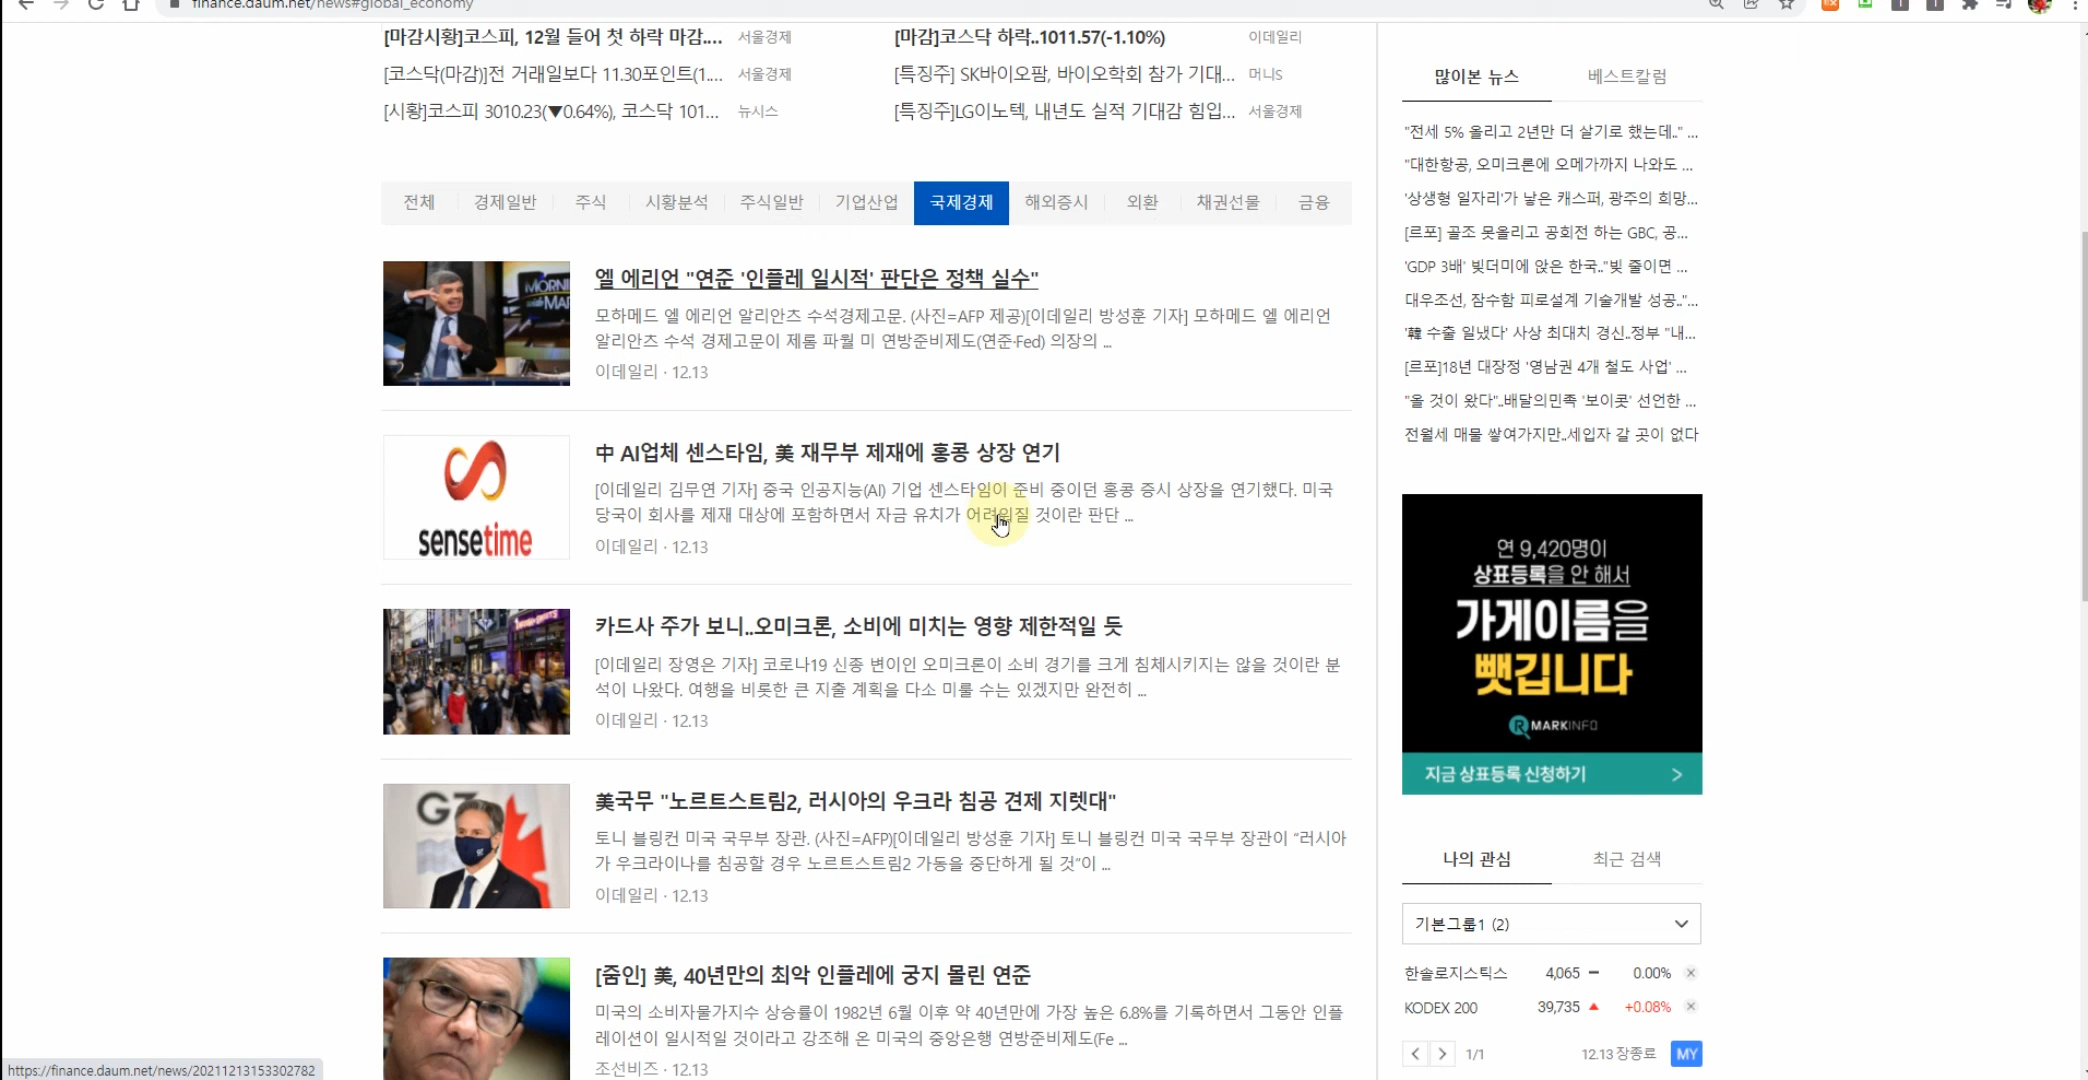 finance.daum.net/news#global_economy
[마감시황]코스피, 12월 들어 첫 하락 마감.... 서울경제
[코스닥(마감)]전 거래일보다 11.30포인트(1.... 서울경제
[시황]코스피 3010.23(▼0.64%), 코스닥 101... 뉴시스
[마감]코스닥 하락..1011.57(-1.10%) 이데일리
[특징주] SK바이오팜, 바이오학회 참가 기대... 머니S
[특징주]LG이노텍, 내년도 실적 기대감 힘입... 서울경제
전체 경제일반 주식 시황분석 주식일반 기업산업 국제경제 해외증시 외환 채권선물 금융
MORNI
MAR
엘 에리언 "연준 '인플레 일시적' 판단은 정책 실수"
모하메드 엘 에리언 알리안츠 수석경제고문. (사진=AFP 제공)[이데일리 방성훈 기자] 모하메드 엘 에리언
알리안츠 수석 경제고문이 제롬 파월 미 연방준비제도(연준·Fed) 의장의 ...
이데일리 · 12.13
sensetime
中 AI업체 센스타임, 美 재무부 제재에 홍콩 상장 연기
[이데일리 김무연 기자] 중국 인공지능(AI) 기업 센스타임이 준비 중이던 홍콩 증시 상장을 연기했다. 미국
당국이 회사를 제재 대상에 포함하면서 자금 유치가 어려워질 것이란 판단 ...
이데일리 · 12.13
카드사 주가 보니..오미크론, 소비에 미치는 영향 제한적일 듯
[이데일리 장영은 기자] 코로나19 신종 변이인 오미크론이 소비 경기를 크게 침체시키지는 않을 것이란 분
석이 나왔다. 여행을 비롯한 큰 지출 계획을 다소 미룰 수는 있겠지만 완전히 ...
이데일리 · 12.13
G7
美국무 "노르트스트림2, 러시아의 우크라 침공 견제 지렛대"
토니 블링컨 미국 국무부 장관. (사진=AFP)[이데일리 방성훈 기자] 토니 블링컨 미국 국무부 장관이 “러시아
가 우크라이나를 침공할 경우 노르트스트림2 가동을 중단하게 될 것”이 ...
이데일리 · 12.13
[줌인] 美, 40년만의 최악 인플레에 궁지 몰린 연준
미국의 소비자물가지수 상승률이 1982년 6월 이후 약 40년만에 가장 높은 6.8%를 기록하면서 그동안 인플
레이션이 일시적일 것이라고 강조해 온 미국의 중앙은행 연방준비제도(Fe ...
조선비즈 · 12.13
많이본 뉴스 베스트칼럼
"전세 5% 올리고 2년만 더 살기로 했는데.." ...
"대한항공, 오미크론에 오메가까지 나와도 ...
'상생형 일자리'가 낳은 캐스퍼, 광주의 희망...
[르포] 골조 못올리고 공회전 하는 GBC, 공...
'GDP 3배' 빚더미에 앉은 한국.."빚 줄이면 ...
대우조선, 잠수함 피로설계 기술개발 성공.."...
'韓 수출 일냈다' 사상 최대치 경신..정부 "내...
[르포]18년 대장정 '영남권 4개 철도 사업' ...
"올 것이 왔다"..배달의민족 '보이콧' 선언한 ...
전월세 매물 쌓여가지만..세입자 갈 곳이 없다
연 9,420명이
상표등록을 안 해서
가게이름을
뺏깁니다
MARKINFO
지금 상표등록 신청하기 >
나의 관심 최근 검색
기본그룹1 (2)
한솔로지스틱스 4,065 0.00% ×
KODEX 200 39,735 ▲ +0.08% ×
< > 1/1 12.13 장종료 MY
https://finance.daum.net/news/20211213153302782